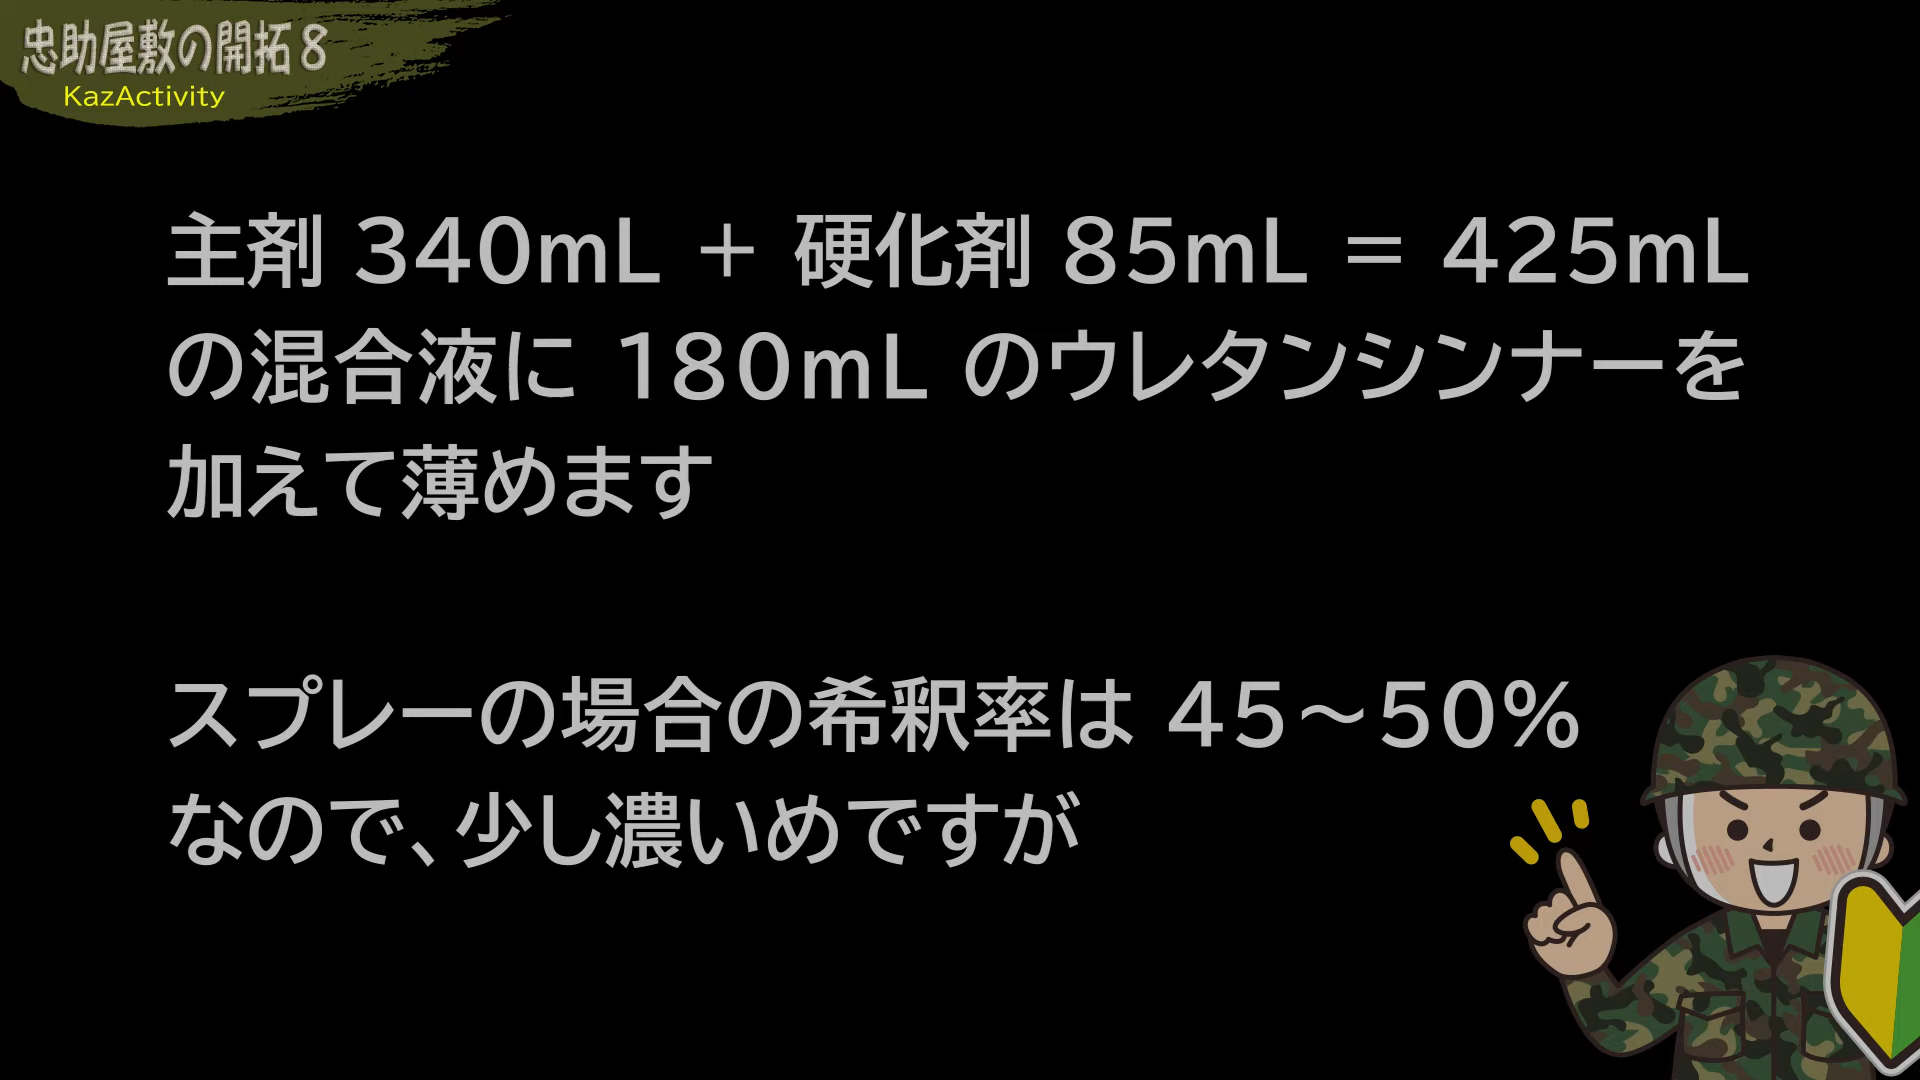 忠助屋敷の開拓8
KazActivity
主剤 340mL + 硬化剤 85mL = 425mL
の混合液に 180mL のウレタンシンナーを
加えて薄めます
スプレーの場合の希釈率は 45~50%
なので、少し濃いめですが